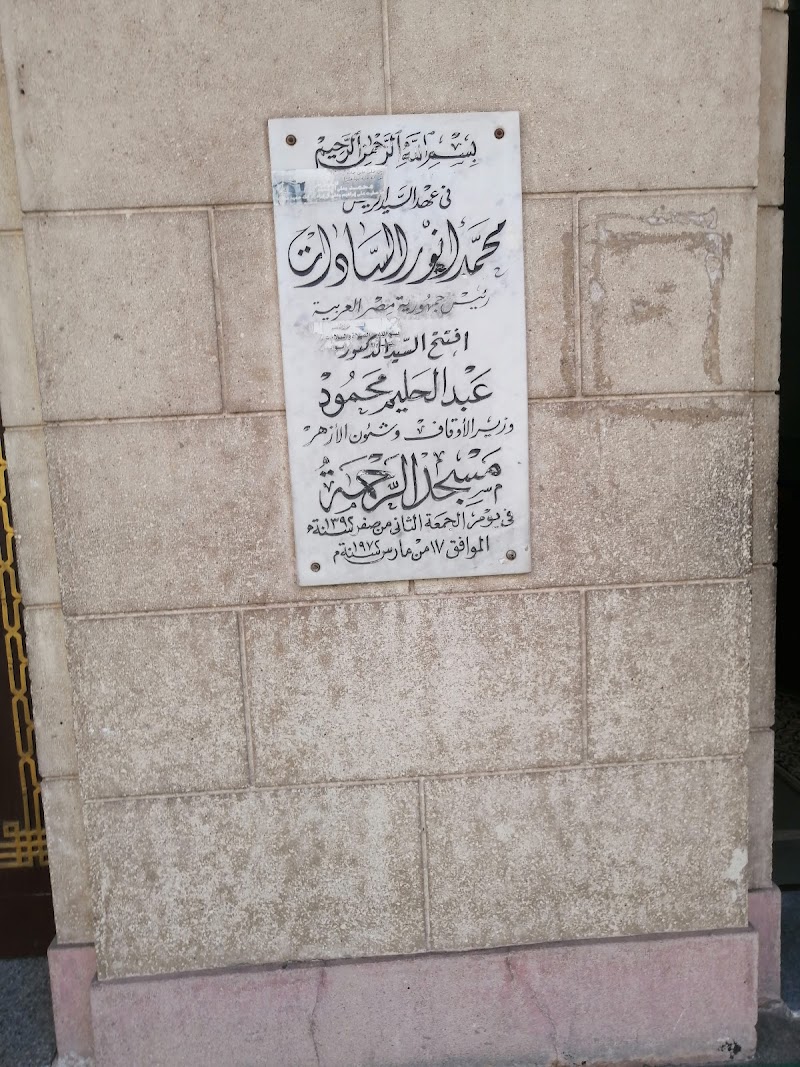 بسم الله الرحمن الرحيم
في عهد السيد الرئيس
محمد أنور السادات
رئيس جمهورية مصر العربية
افتتح السيد الدكتور
عبد الحليم محمود
وزير الأوقاف وشئون الأزهر
مسجد الرحمة
في يوم الجمعة الثاني من صفر سنة ١٣٩٢ ه
الموافق ١٧ من مارس سنة ١٩٧٢ م